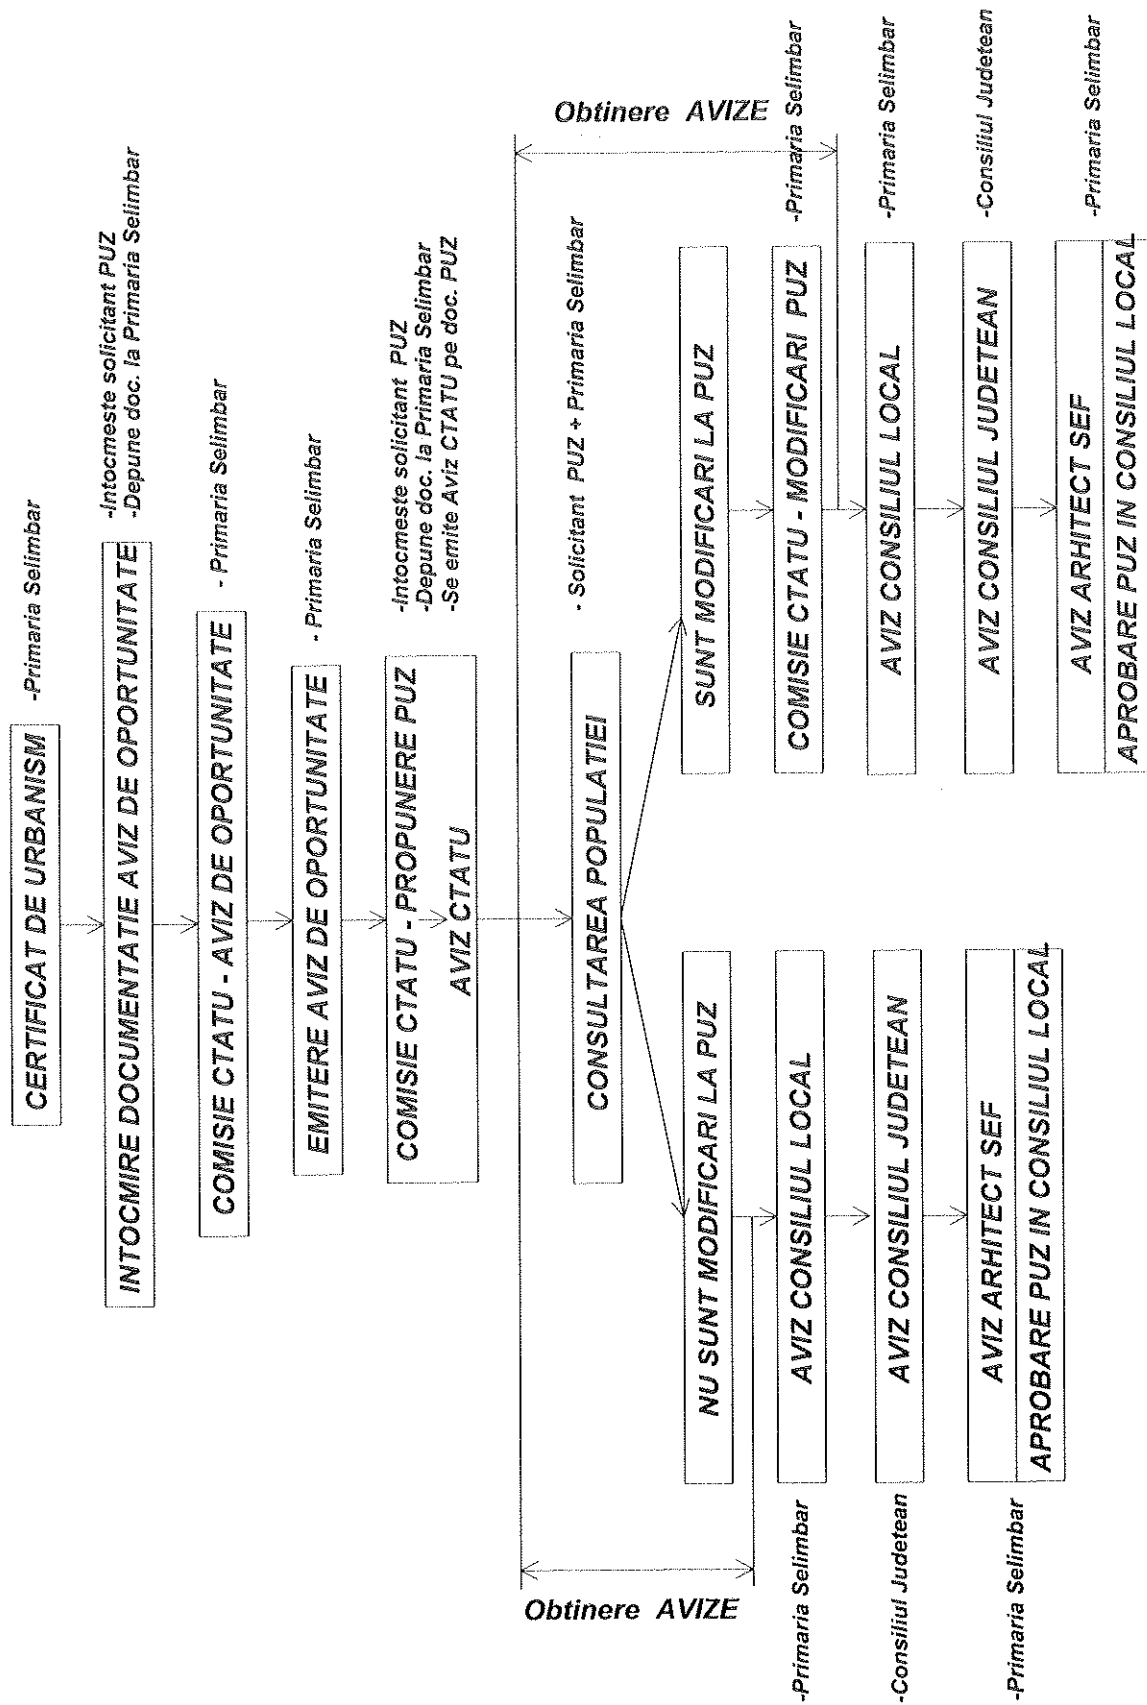 CERTIFICAT DE URBANISM
-Primaria Selimbar
INTOCMIRE DOCUMENTATIE AVIZ DE OPORTUNITATE
-Intocmeste solicitant PUZ
-Depune doc. la Primaria Selimbar
COMISIE CTATU - AVIZ DE OPORTUNITATE
- Primaria Selimbar
EMITERE AVIZ DE OPORTUNITATE
- Primaria Selimbar
COMISIE CTATU - PROPUNERE PUZ
AVIZ CTATU
-Intocmeste solicitant PUZ
-Depune doc. la Primaria Selimbar
-Se emite Aviz CTATU pe doc. PUZ
CONSULTAREA POPULATIEI
- Solicitant PUZ + Primaria Selimbar
Obtinere AVIZE
NU SUNT MODIFICARI LA PUZ
-Primaria Selimbar
AVIZ CONSILIUL LOCAL
-Consiliul Judetean
AVIZ CONSILIUL JUDETEAN
-Primaria Selimbar
AVIZ ARHITECT SEF
APROBARE PUZ IN CONSILIUL LOCAL
Obtinere AVIZE
SUNT MODIFICARI LA PUZ
COMISIE CTATU - MODIFICARI PUZ
-Primaria Selimbar
AVIZ CONSILIUL LOCAL
-Primaria Selimbar
AVIZ CONSILIUL JUDETEAN
-Consiliul Judetean
AVIZ ARHITECT SEF
APROBARE PUZ IN CONSILIUL LOCAL
-Primaria Selimbar